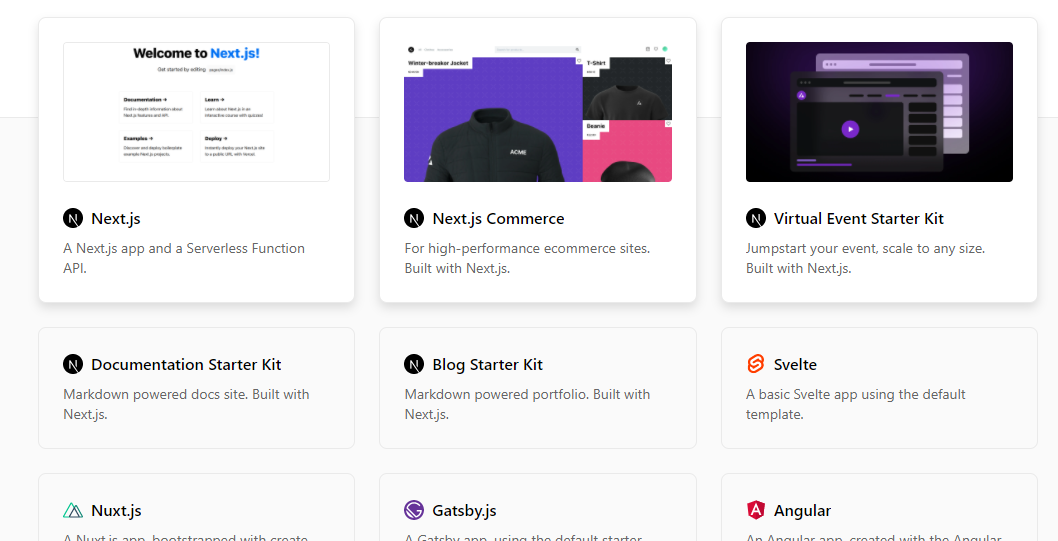 Welcome to Next.js!
Get started by editing
Documentation →
Find in-depth information about
Next.js features and API.
Learn →
Learn about Next.js in an
interactive course with quizzes!
Examples →
Discover and deploy boilerplate
example Next.js projects.
Deploy →
Instantly deploy your Next.js site
to a public URL with Vercel.
Winter-breaker Jacket
T-Shirt
Beanie
ACME
Next.js
A Next.js app and a Serverless Function
API.
Next.js Commerce
For high-performance ecommerce sites.
Built with Next.js.
Virtual Event Starter Kit
Jumpstart your event, scale to any size.
Built with Next.js.
Documentation Starter Kit
Markdown powered docs site. Built with
Next.js.
Blog Starter Kit
Markdown powered portfolio. Built with
Next.js.
Svelte
A basic Svelte app using the default
template.
Nuxt.js
A Nuxt.js app, bootstrapped with create
Gatsby.js
A Gatsby app, using the default starter
Angular
An Angular app, created with the Angular